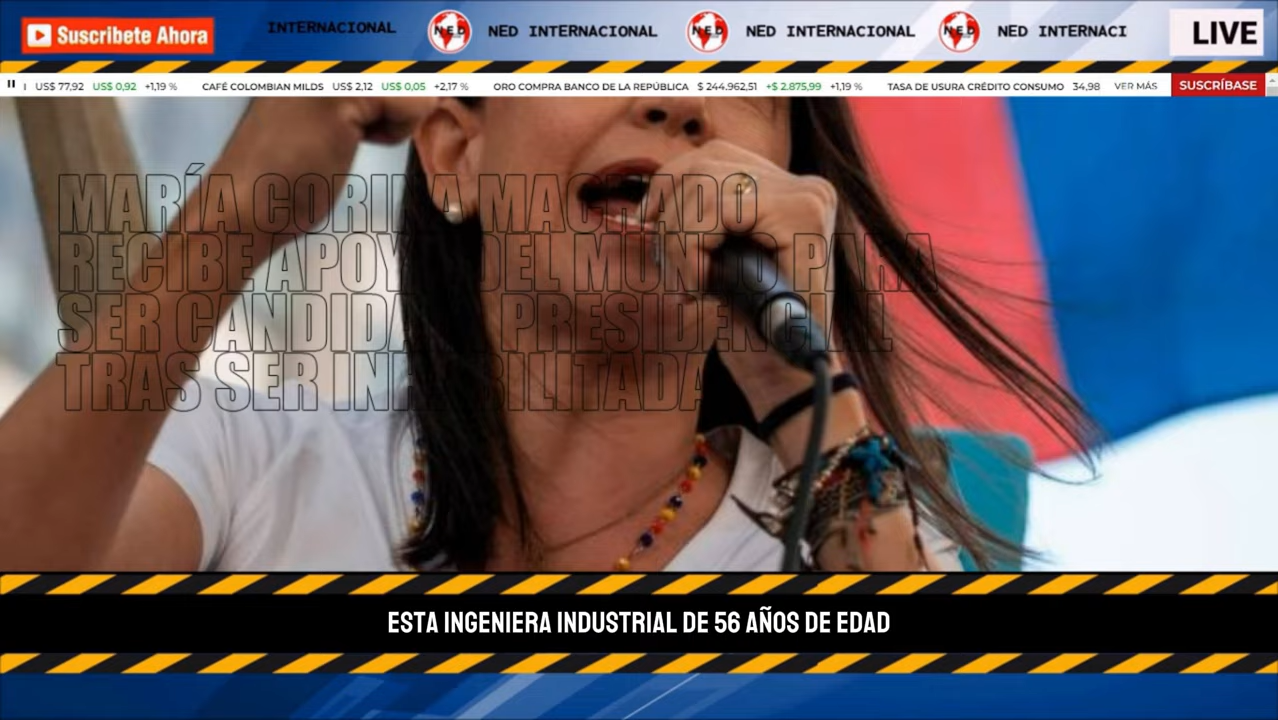 Suscribete Ahora
INTERNACIONAL NED NED INTERNACIONAL NED NED INTERNACIONAL NED NED INTERNACI
LIVE
US$ 77,92 US$ 0,92 +1,19 % CAFÉ COLOMBIAN MILDS US$ 2,12 US$ 0,05 +2,17 % ORO COMPRA BANCO DE LA REPÚBLICA $ 244.962,51 +$ 2.875,99 +1,19 % TASA DE USURA CRÉDITO CONSUMO 34,98 VER MÁS SUSCRÍBASE
MARÍA CORINA MACHADO
RECIBE APOYO DEL MUNDO PARA
SER CANDIDATA PRESIDENCIAL
TRAS SER INHABILITADA
ESTA INGENIERA INDUSTRIAL DE 56 AÑOS DE EDAD